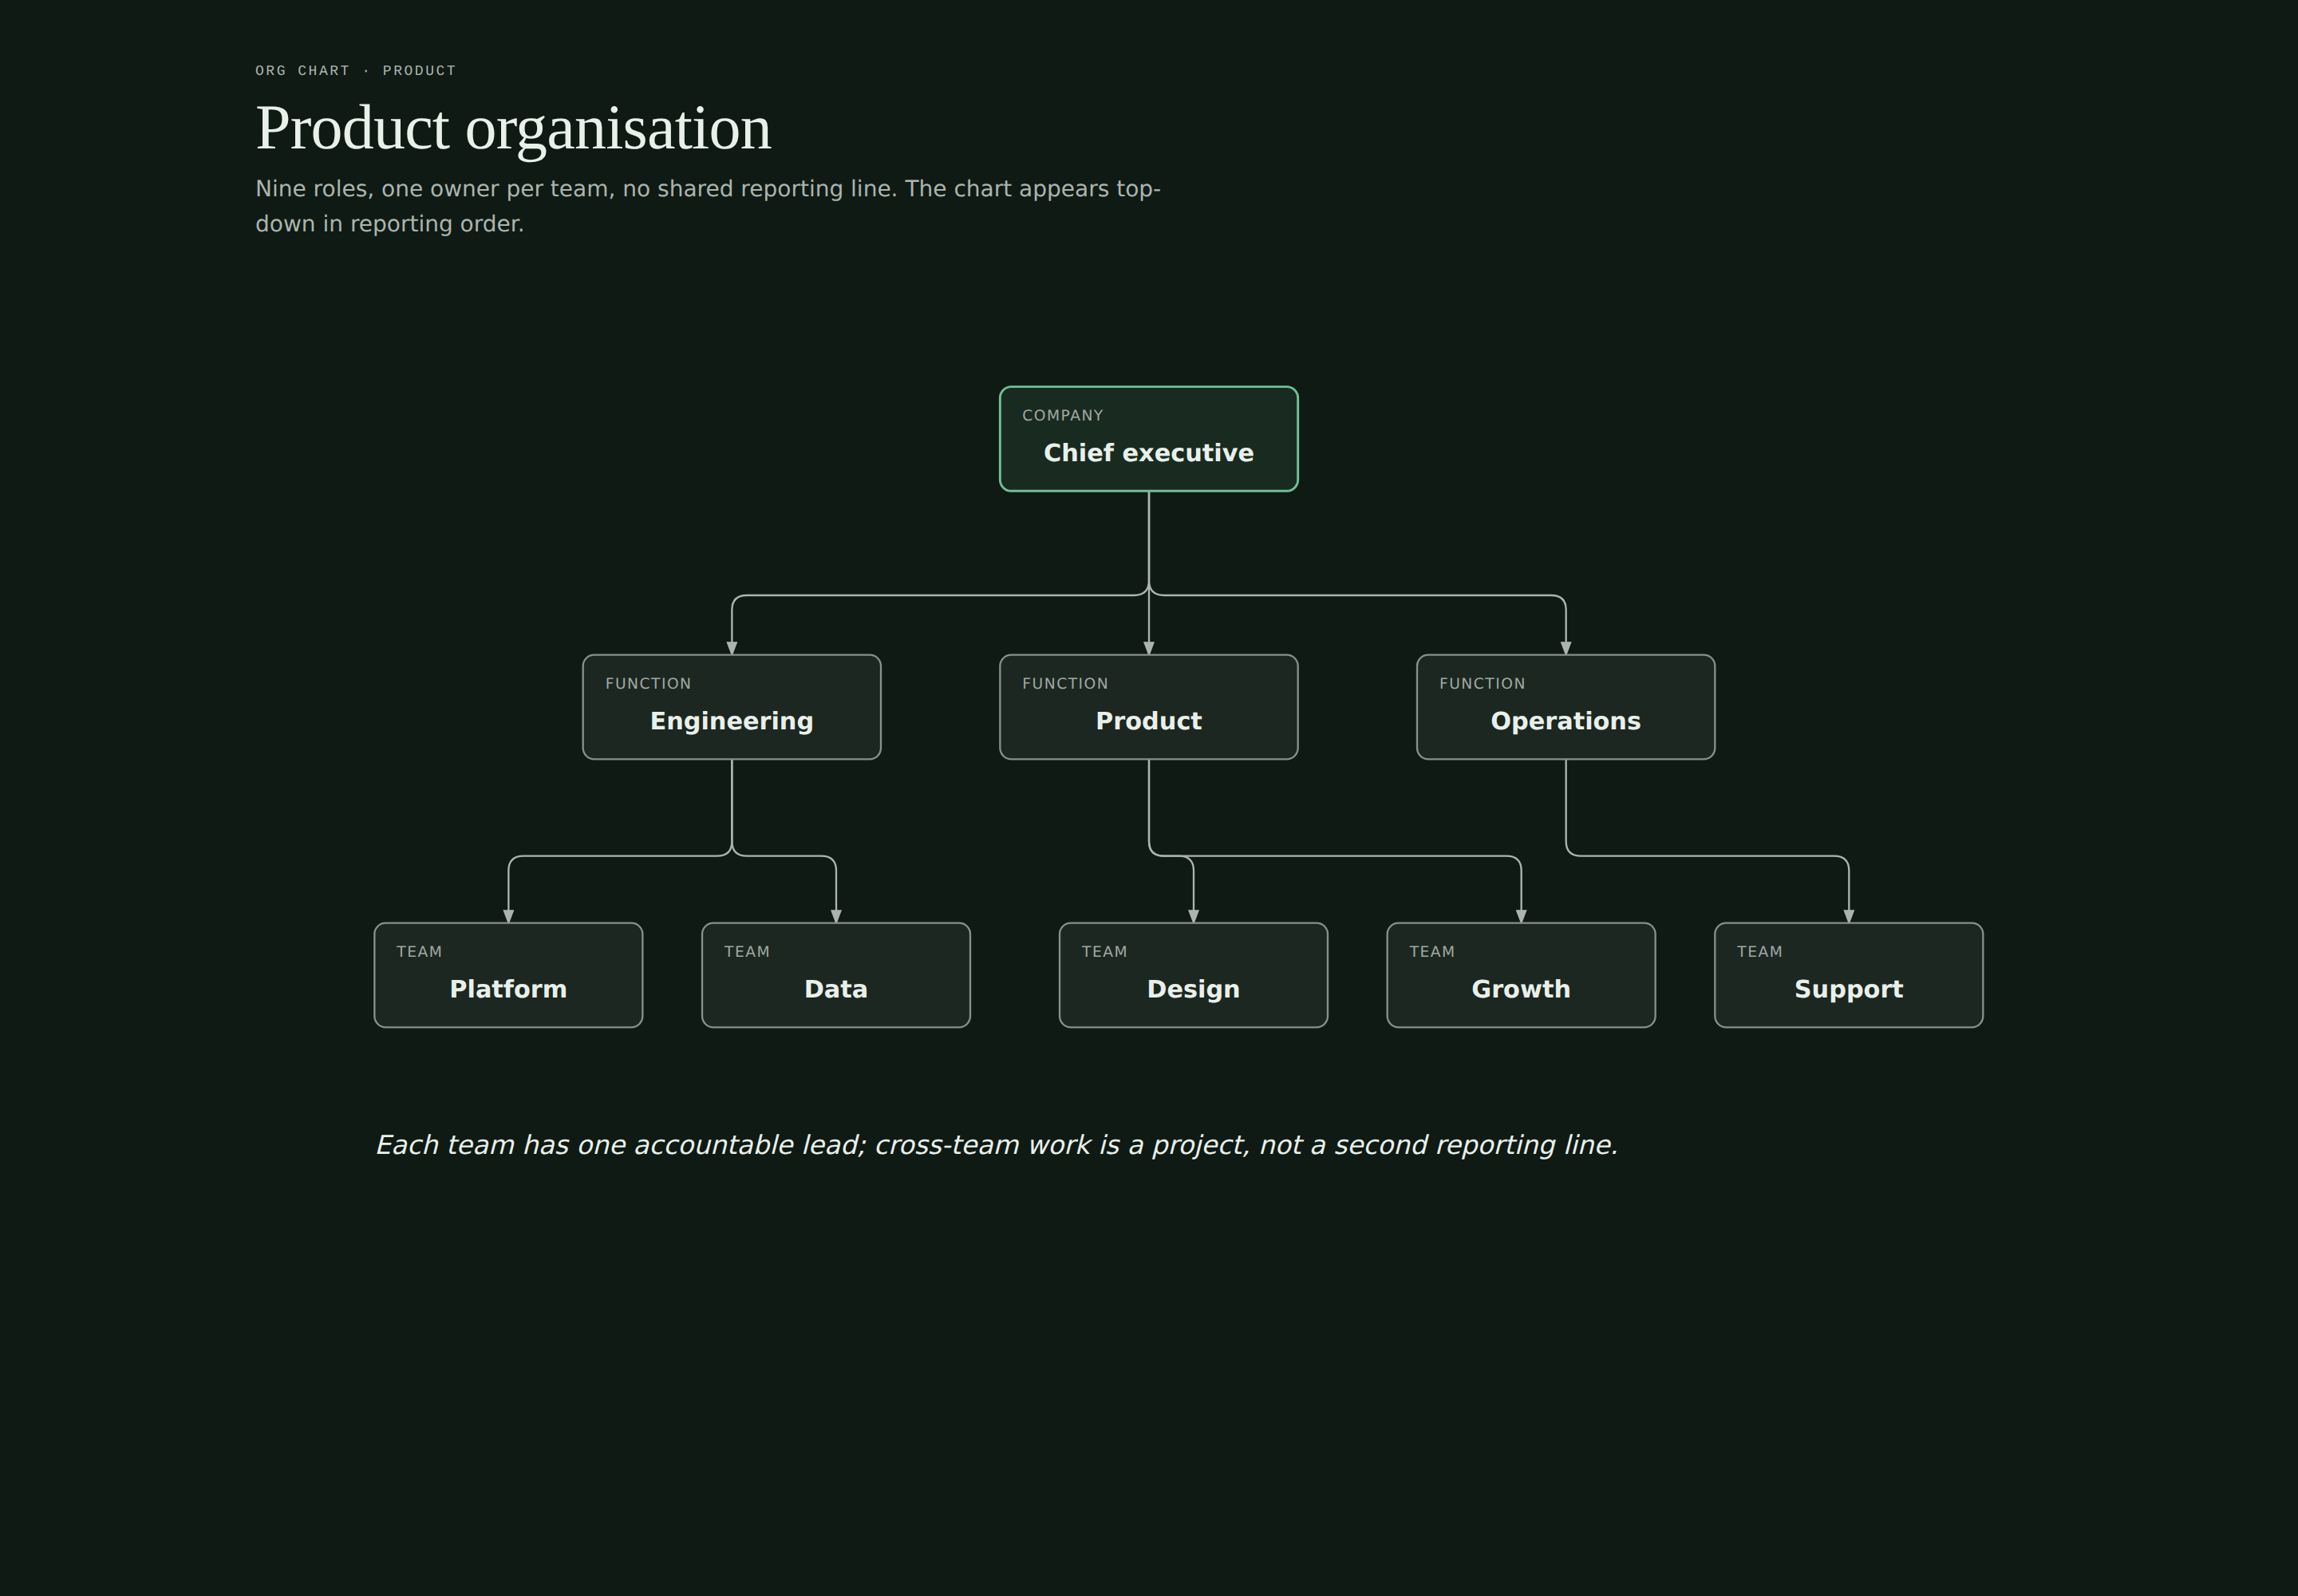 ORG CHART · PRODUCT
Product organisation
Nine roles, one owner per team, no shared reporting line. The chart appears top-
down in reporting order.
COMPANY
Chief executive
FUNCTION
Engineering
FUNCTION
Product
FUNCTION
Operations
TEAM
Platform
TEAM
Data
TEAM
Design
TEAM
Growth
TEAM
Support
Each team has one accountable lead; cross-team work is a project, not a second reporting line.